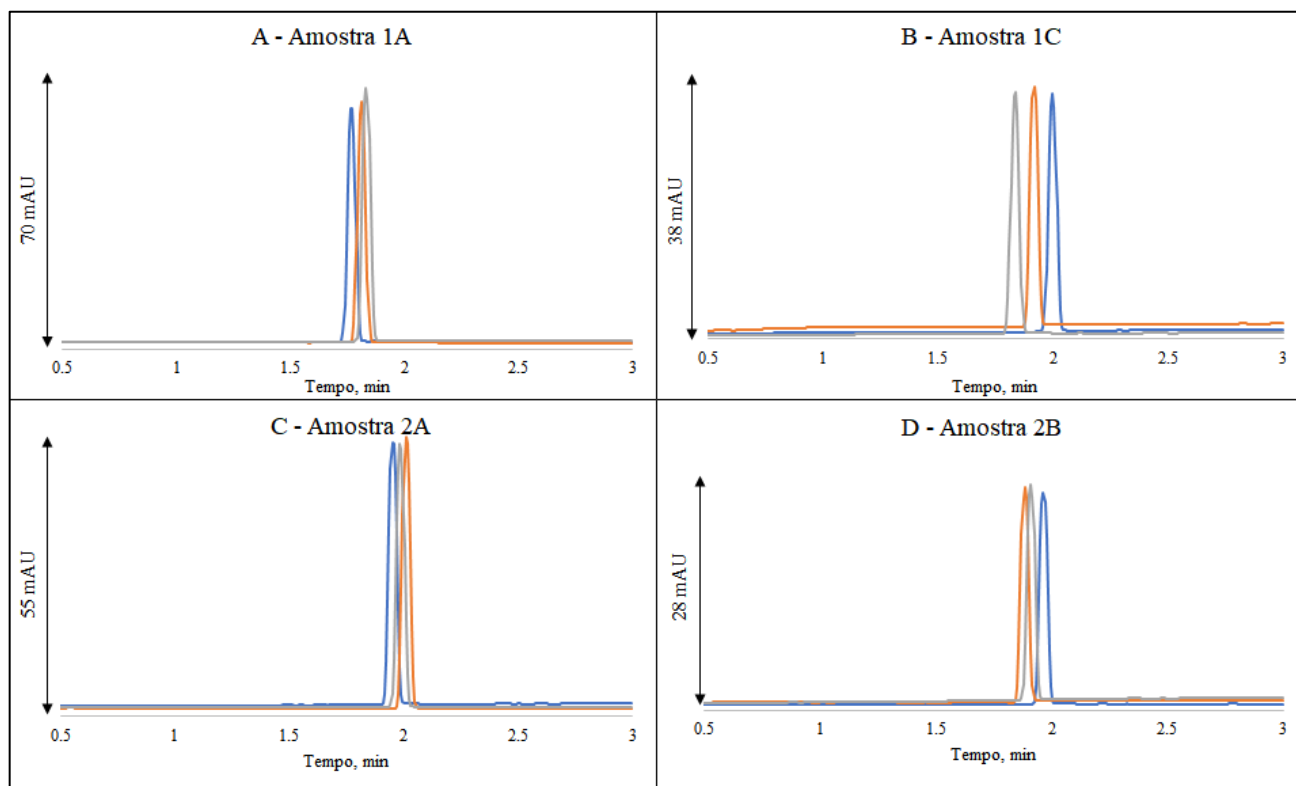 A - Amostra 1A
70 mAU
0.5 1 1.5 2 2.5 3
Tempo, min
B - Amostra 1C
38 mAU
0.5 1 1.5 2 2.5 3
Tempo, min
C - Amostra 2A
55 mAU
0.5 1 1.5 2 2.5 3
Tempo, min
D - Amostra 2B
28 mAU
0.5 1 1.5 2 2.5 3
Tempo, min